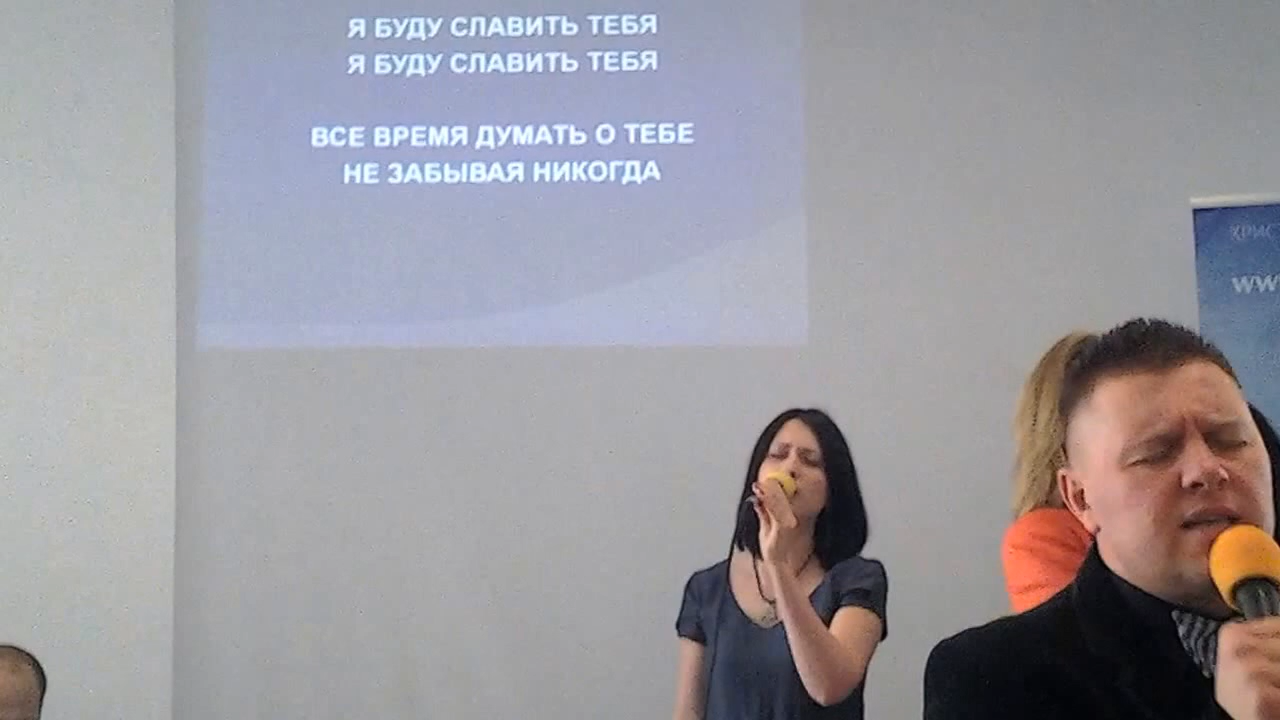 Я БУДУ СЛАВИТЬ ТЕБЯ
Я БУДУ СЛАВИТЬ ТЕБЯ
ВСЕ ВРЕМЯ ДУМАТЬ О ТЕБЕ
НЕ ЗАБЫВАЯ НИКОГДА